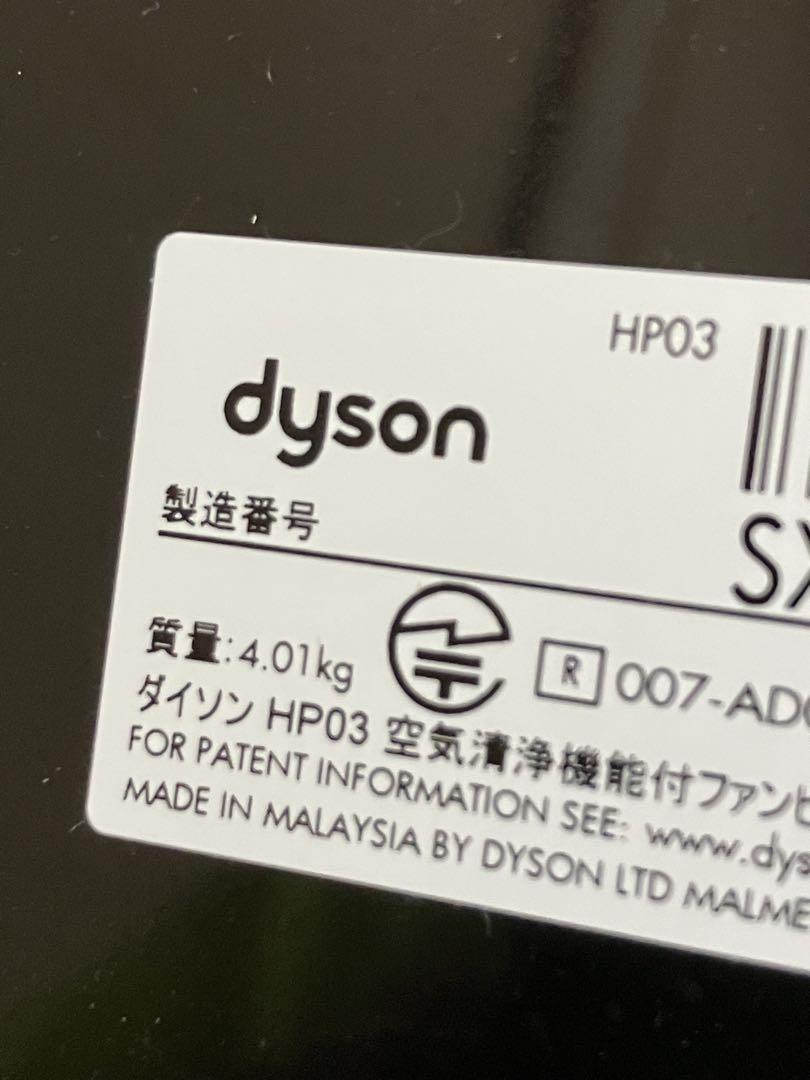 HP03
dyson
製造番号
SX
質量:4.01kg
R 007-AD
ダイソン HP03 空気清浄機能付ファンヒ
FOR PATENT INFORMATION SEE: www.dys
MADE IN MALAYSIA BY DYSON LTD MALME